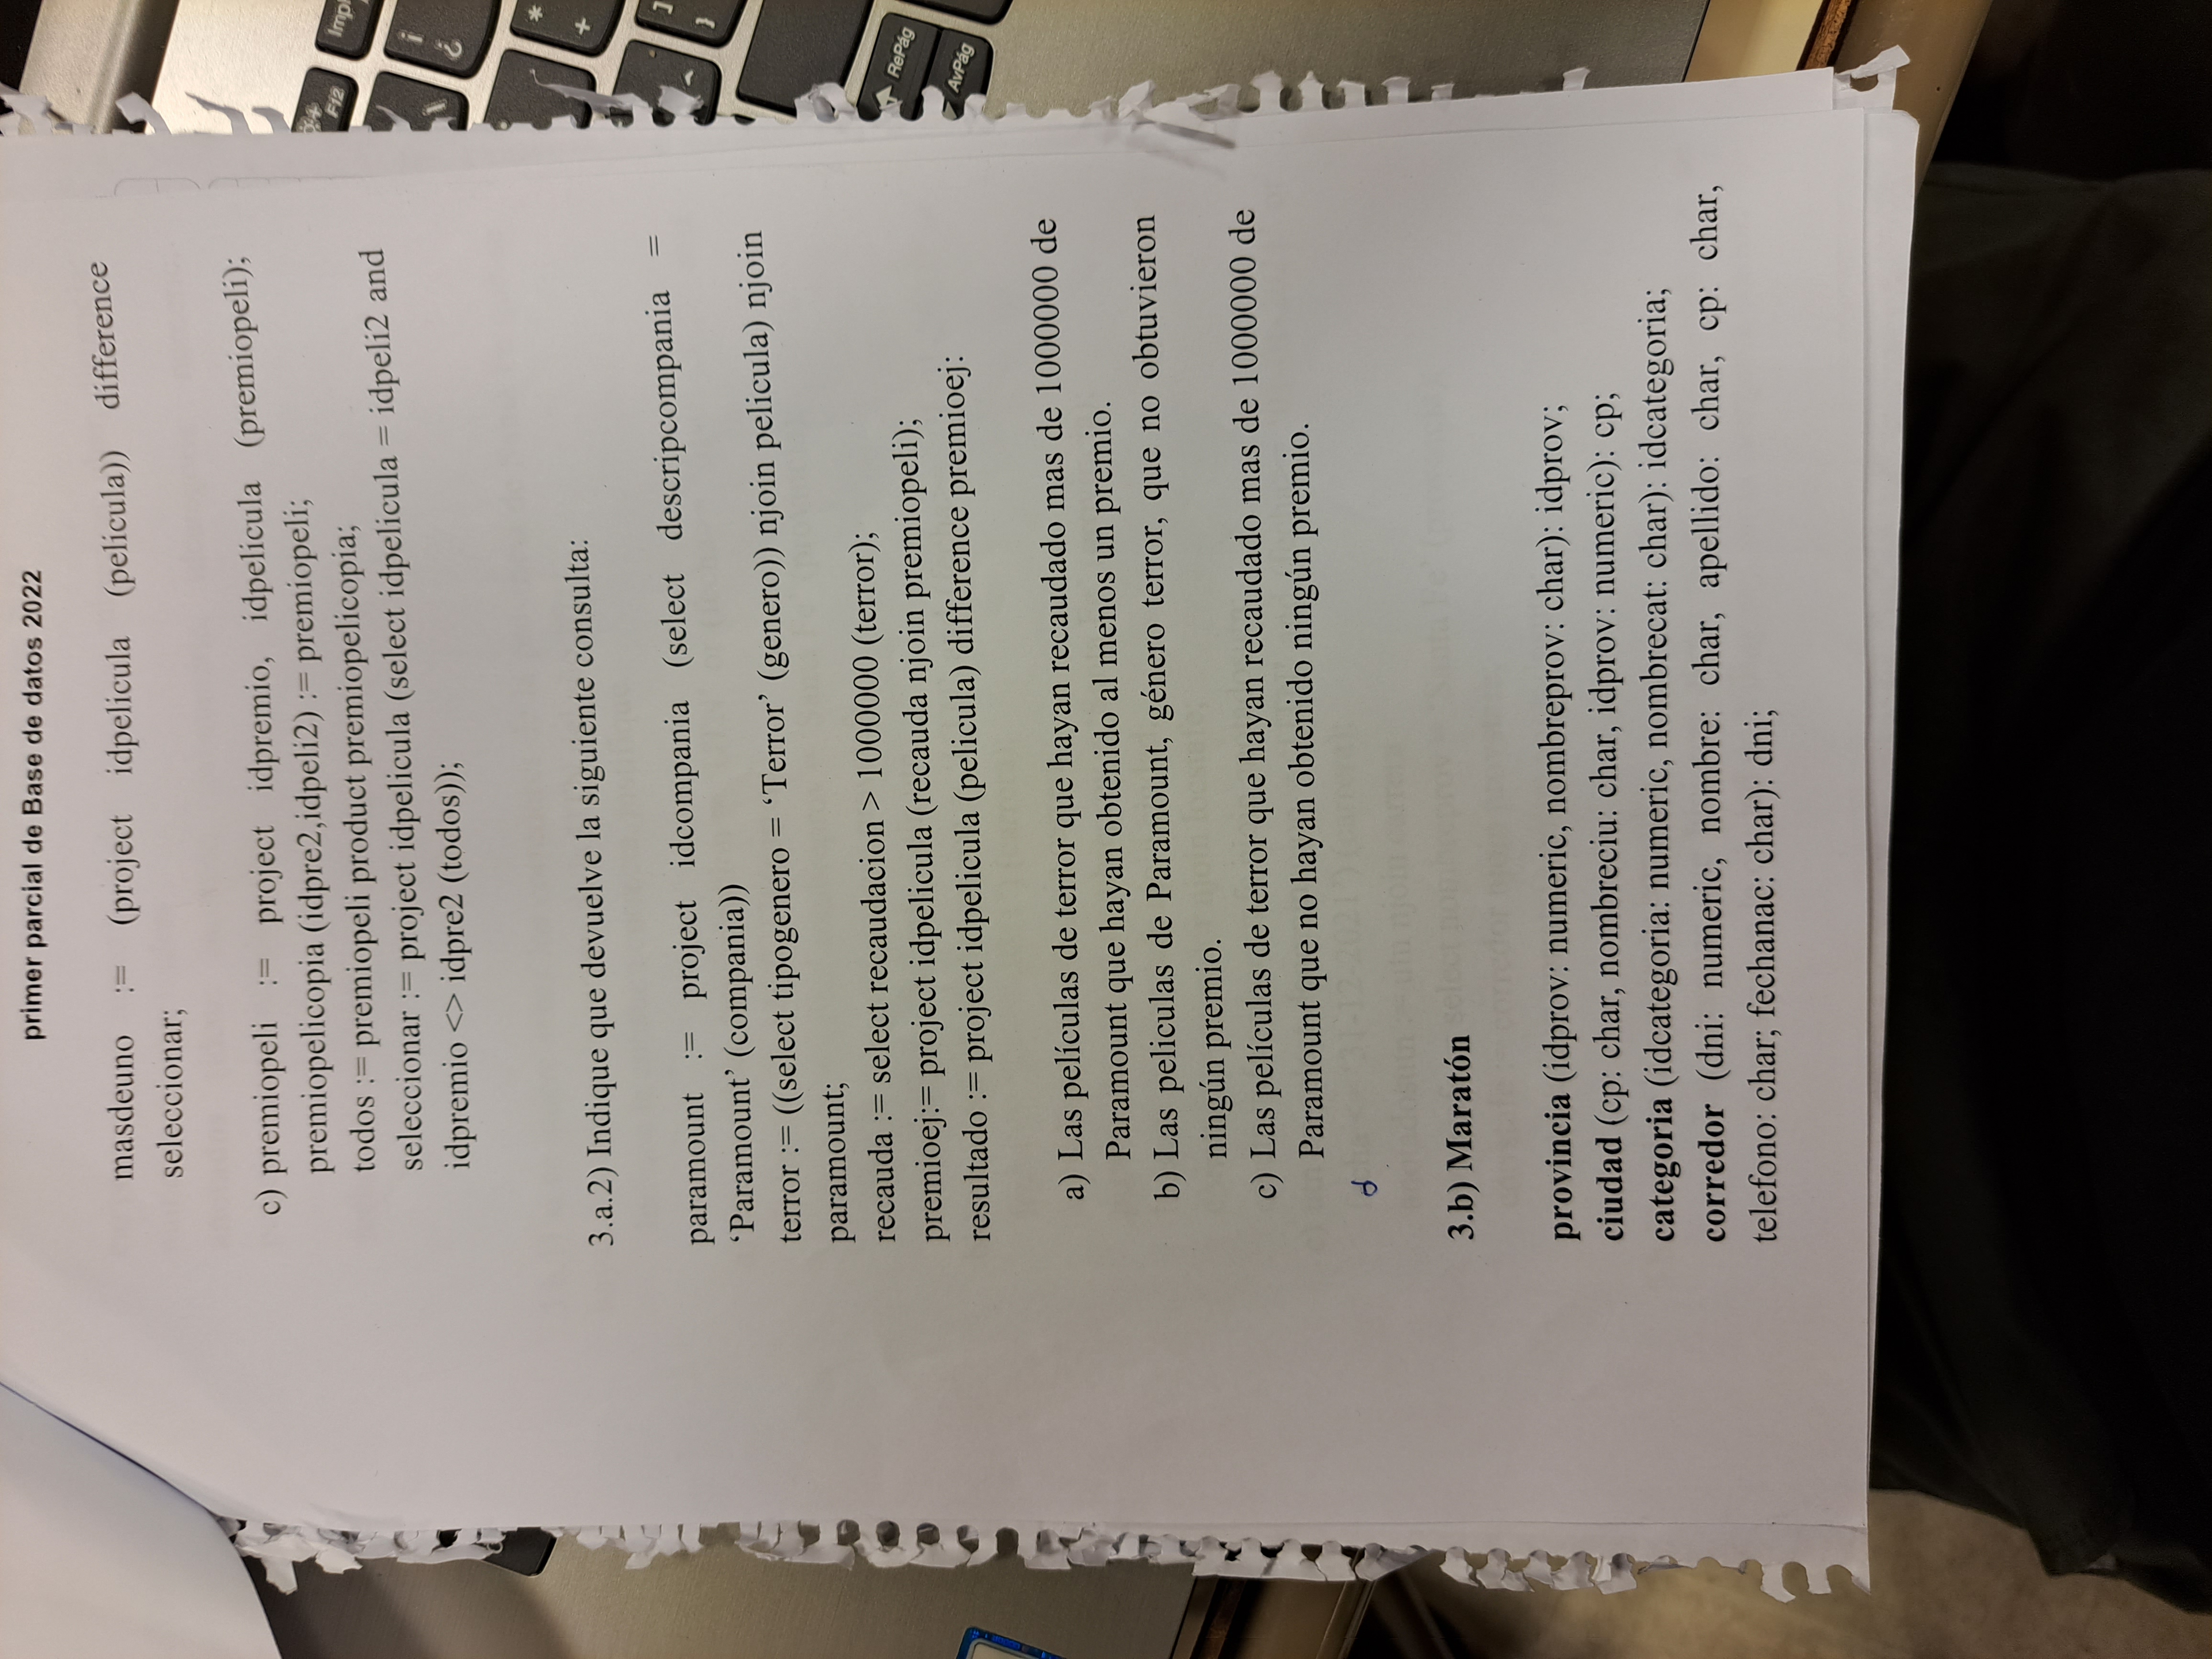 primer parcial de Base de datos 2022
masdeuno := (project idpelicula (pelicula)) difference
seleccionar;
c) premiopeli := project idpremio, idpelicula (premiopeli);
premiopelicopia (idpre2,idpeli2) := premiopeli;
todos := premiopeli product premiopelicopia;
seleccionar := project idpelicula (select idpelicula = idpeli2 and
idpremio <> idpre2 (todos));
3.a.2) Indique que devuelve la siguiente consulta:
paramount := project idcompania (select descripcompania =
‘Paramount’ (compania))
terror := ((select tipogenero = ‘Terror’ (genero)) njoin pelicula) njoin
paramount;
recauda := select recaudacion > 1000000 (terror);
premioej:= project idpelicula (recauda njoin premiopeli);
resultado := project idpelicula (pelicula) difference premioej:
a) Las películas de terror que hayan recaudado mas de 1000000 de
Paramount que hayan obtenido al menos un premio.
b) Las peliculas de Paramount, género terror, que no obtuvieron
ningún premio.
c) Las películas de terror que hayan recaudado mas de 1000000 de
Paramount que no hayan obtenido ningún premio.
d
3.b) Maratón
provincia (idprov: numeric, nombreprov: char): idprov;
ciudad (cp: char, nombreciu: char, idprov: numeric): cp;
categoria (idcategoria: numeric, nombrecat: char): idcategoria;
corredor (dni: numeric, nombre: char, apellido: char, cp: char,
telefono: char; fechanac: char): dni;
F12
RePág
AvPág